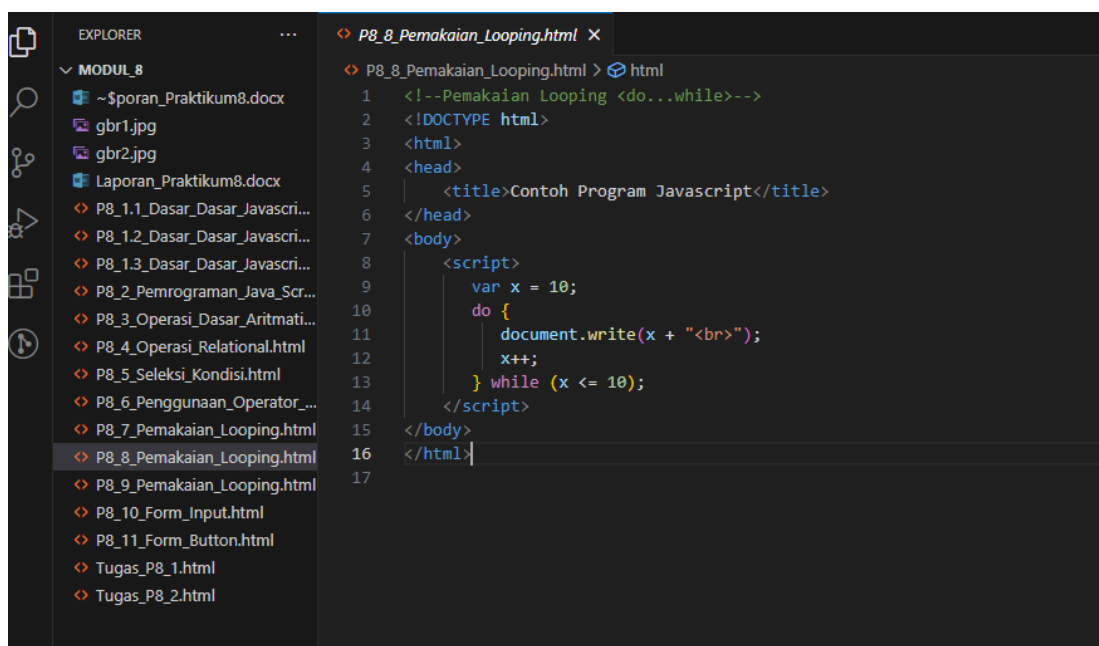 EXPLORER ...
MODUL_8
~$poran_Praktikum8.docx
gbr1.jpg
gbr2.jpg
Laporan_Praktikum8.docx
P8_1.1_Dasar_Dasar_Javascri...
P8_1.2_Dasar_Dasar_Javascri...
P8_1.3_Dasar_Dasar_Javascri...
P8_2_Pemrograman_Java_Scr...
P8_3_Operasi_Dasar_Aritmati...
P8_4_Operasi_Relational.html
P8_5_Seleksi_Kondisi.html
P8_6_Penggunaan_Operator_...
P8_7_Pemakaian_Looping.html
P8_8_Pemakaian_Looping.html
P8_9_Pemakaian_Looping.html
P8_10_Form_Input.html
P8_11_Form_Button.html
Tugas_P8_1.html
Tugas_P8_2.html
P8_8_Pemakaian_Looping.html
P8_8_Pemakaian_Looping.html > html
1 <!--Pemakaian Looping <do...while>-->
2 <!DOCTYPE html>
3 <html>
4 <head>
5 <title>Contoh Program Javascript</title>
6 </head>
7 <body>
8 <script>
9 var x = 10;
10 do {
11 document.write(x + "<br>");
12 x++;
13 } while (x <= 10);
14 </script>
15 </body>
16 </html>
17